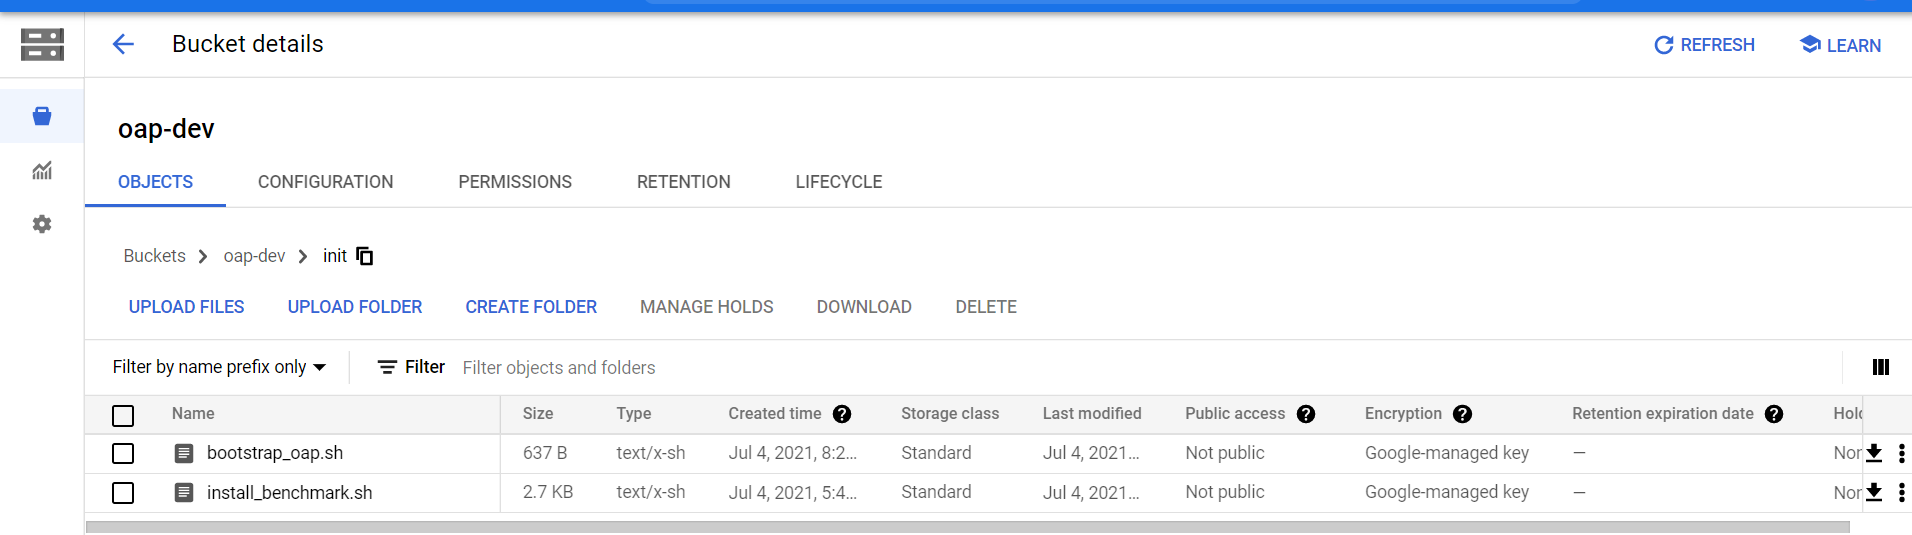 Bucket details REFRESH LEARN
oap-dev
OBJECTS CONFIGURATION PERMISSIONS RETENTION LIFECYCLE
Buckets > oap-dev > init
UPLOAD FILES UPLOAD FOLDER CREATE FOLDER MANAGE HOLDS DOWNLOAD DELETE
Filter by name prefix only Filter Filter objects and folders
Name Size Type Created time ? Storage class Last modified Public access ? Encryption ? Retention expiration date ? Hol
bootstrap_oap.sh 637 B text/x-sh Jul 4, 2021, 8:2... Standard Jul 4, 2021... Not public Google-managed key — Nor
install_benchmark.sh 2.7 KB text/x-sh Jul 4, 2021, 5:4... Standard Jul 4, 2021... Not public Google-managed key — Nor